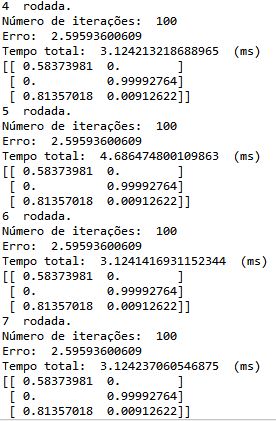 4  rodada.
Número de iterações:  100
Erro:  2.59593600609
Tempo total:  3.124213218688965  (ms)
[[ 0.58373981  0.        ]
 [ 0.          0.99992764]
 [ 0.81357018  0.00912622]]
5  rodada.
Número de iterações:  100
Erro:  2.59593600609
Tempo total:  4.686474800109863  (ms)
[[ 0.58373981  0.        ]
 [ 0.          0.99992764]
 [ 0.81357018  0.00912622]]
6  rodada.
Número de iterações:  100
Erro:  2.59593600609
Tempo total:  3.1241416931152344  (ms)
[[ 0.58373981  0.        ]
 [ 0.          0.99992764]
 [ 0.81357018  0.00912622]]
7  rodada.
Número de iterações:  100
Erro:  2.59593600609
Tempo total:  3.124237060546875  (ms)
[[ 0.58373981  0.        ]
 [ 0.          0.99992764]
 [ 0.81357018  0.00912622]]